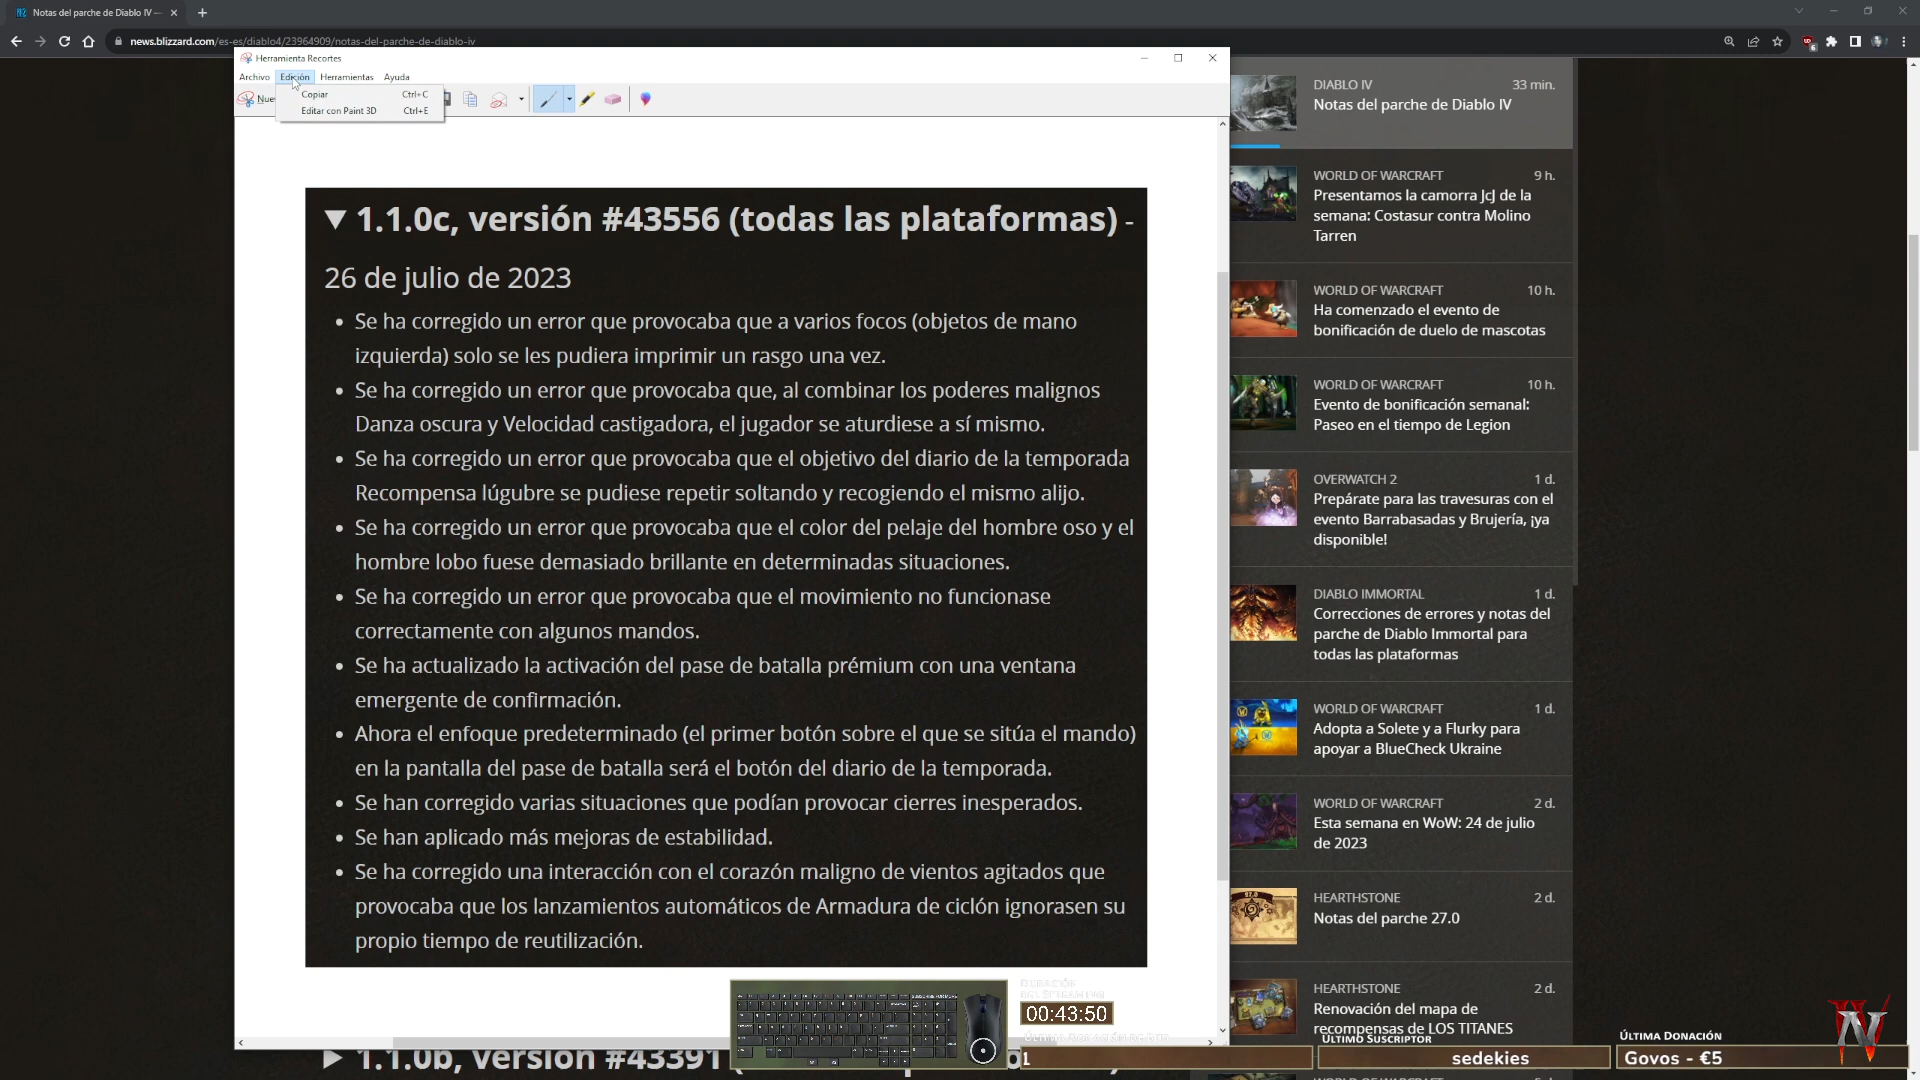 Notas del parche de Diablo IV —
news.blizzard.com/es-es/diablo4/23964909/notas-del-parche-de-diablo-iv
Herramienta Recortes
Archivo Edición Herramientas Ayuda
Copiar Ctrl+C
Editar con Paint 3D Ctrl+E
▼ 1.1.0c, versión #43556 (todas las plataformas) -
26 de julio de 2023
• Se ha corregido un error que provocaba que a varios focos (objetos de mano
izquierda) solo se les pudiera imprimir un rasgo una vez.
• Se ha corregido un error que provocaba que, al combinar los poderes malignos
Danza oscura y Velocidad castigadora, el jugador se aturdiese a sí mismo.
• Se ha corregido un error que provocaba que el objetivo del diario de la temporada
Recompensa lúgubre se pudiese repetir soltando y recogiendo el mismo alijo.
• Se ha corregido un error que provocaba que el color del pelaje del hombre oso y el
hombre lobo fuese demasiado brillante en determinadas situaciones.
• Se ha corregido un error que provocaba que el movimiento no funcionase
correctamente con algunos mandos.
• Se ha actualizado la activación del pase de batalla prémium con una ventana
emergente de confirmación.
• Ahora el enfoque predeterminado (el primer botón sobre el que se sitúa el mando)
en la pantalla del pase de batalla será el botón del diario de la temporada.
• Se han corregido varias situaciones que podían provocar cierres inesperados.
• Se han aplicado más mejoras de estabilidad.
• Se ha corregido una interacción con el corazón maligno de vientos agitados que
provocaba que los lanzamientos automáticos de Armadura de ciclón ignorasen su
propio tiempo de reutilización.
▶ 1.1.0b, versión #43391
DIABLO IV 33 min.
Notas del parche de Diablo IV
WORLD OF WARCRAFT 9 h.
Presentamos la camorra JcJ de la
semana: Costasur contra Molino
Tarren
WORLD OF WARCRAFT 10 h.
Ha comenzado el evento de
bonificación de duelo de mascotas
WORLD OF WARCRAFT 10 h.
Evento de bonificación semanal:
Paseo en el tiempo de Legion
OVERWATCH 2 1 d.
Prepárate para las travesuras con el
evento Barrabasadas y Brujería, ¡ya
disponible!
DIABLO IMMORTAL 1 d.
Correcciones de errores y notas del
parche de Diablo Immortal para
todas las plataformas
WORLD OF WARCRAFT 1 d.
Adopta a Solete y a Flurky para
apoyar a BlueCheck Ukraine
WORLD OF WARCRAFT 2 d.
Esta semana en WoW: 24 de julio
de 2023
HEARTHSTONE 2 d.
Notas del parche 27.0
HEARTHSTONE 2 d.
Renovación del mapa de
recompensas de LOS TITANES
00:43:50
1
ÚLTIMO SUSCRIPTOR
sedekies
ÚLTIMA DONACIÓN
Govos - €5